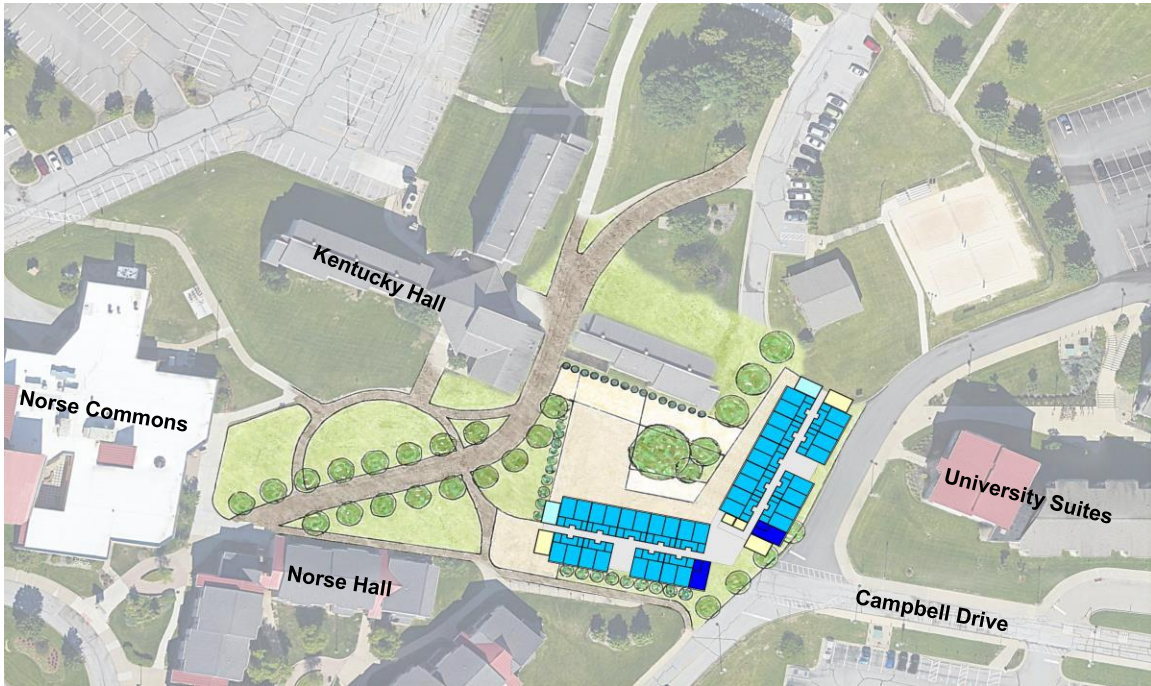 Kentucky Hall
Norse Commons
University Suites
Norse Hall
Campbell Drive